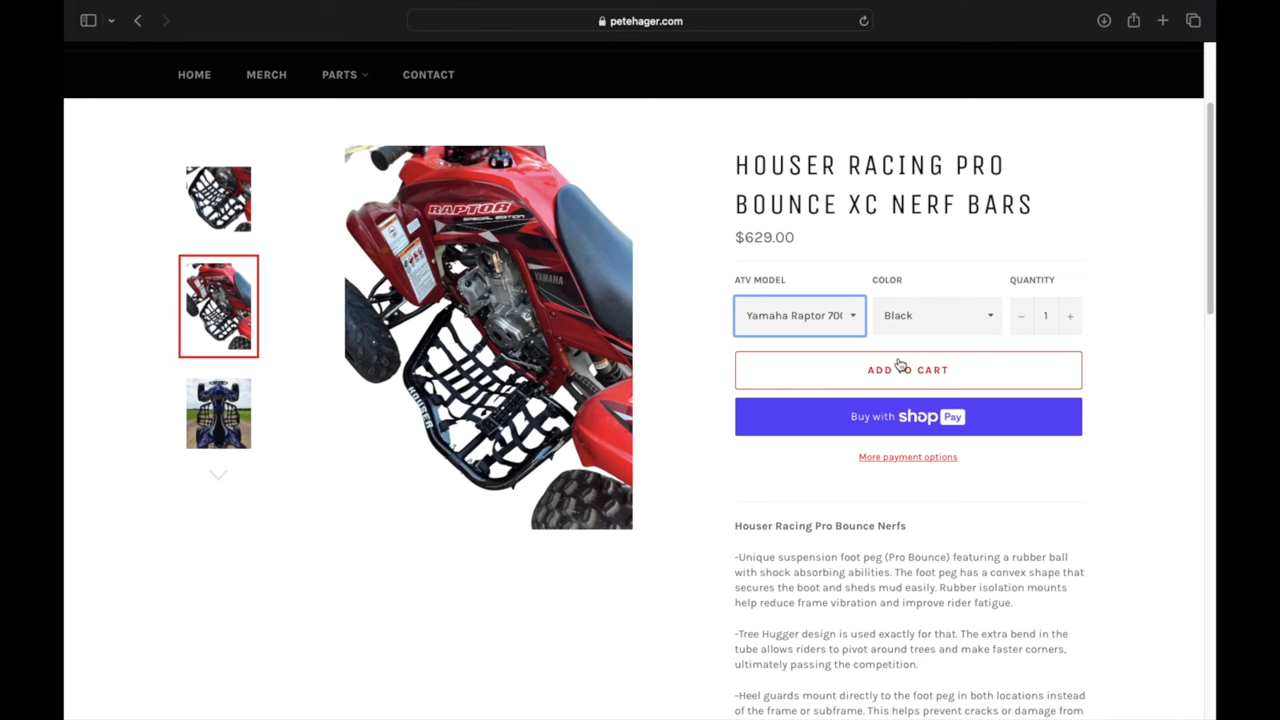 petehager.com
HOME MERCH PARTS CONTACT
HOUSER RACING PRO
BOUNCE XC NERF BARS
$629.00
ATV MODEL COLOR QUANTITY
Yamaha Raptor 700 Black − 1 +
ADD TO CART
Buy with shop Pay
More payment options
RAPTOR
SPECIAL EDITION
YAMAHA
HOUSER
Houser Racing Pro Bounce Nerfs
-Unique suspension foot peg (Pro Bounce) featuring a rubber ball
with shock absorbing abilities. The foot peg has a convex shape that
secures the boot and sheds mud easily. Rubber isolation mounts
help reduce frame vibration and improve rider fatigue.
-Tree Hugger design is used exactly for that. The extra bend in the
tube allows riders to pivot around trees and make faster corners,
ultimately passing the competition.
-Heel guards mount directly to the foot peg in both locations instead
of the frame or subframe. This helps prevent cracks or damage from